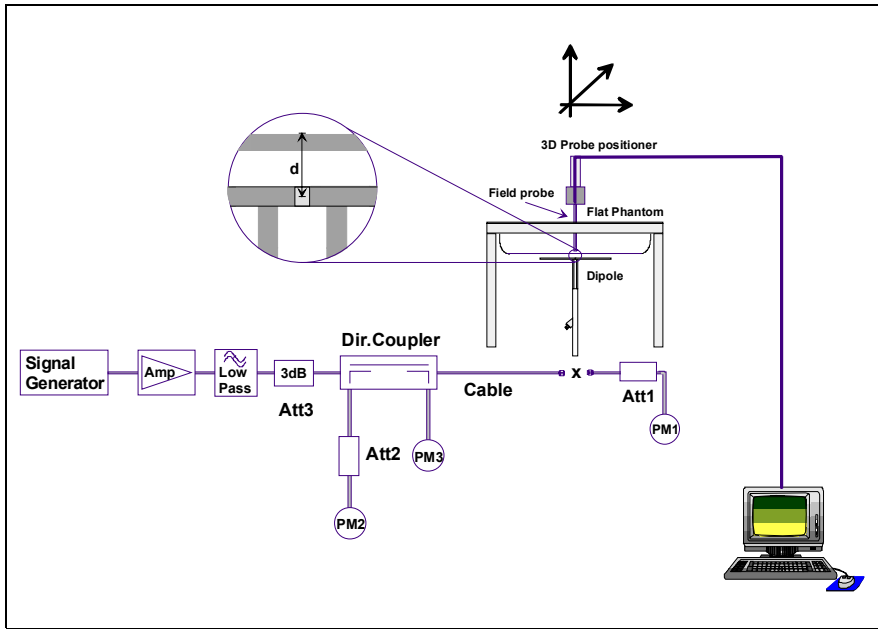 d
3D Probe positioner
Field probe
Flat Phantom
Dipole
Dir.Coupler
Signal
Generator
Amp
Low
Pass
3dB
Cable
x
Att1
Att3
PM1
Att2
PM3
PM2